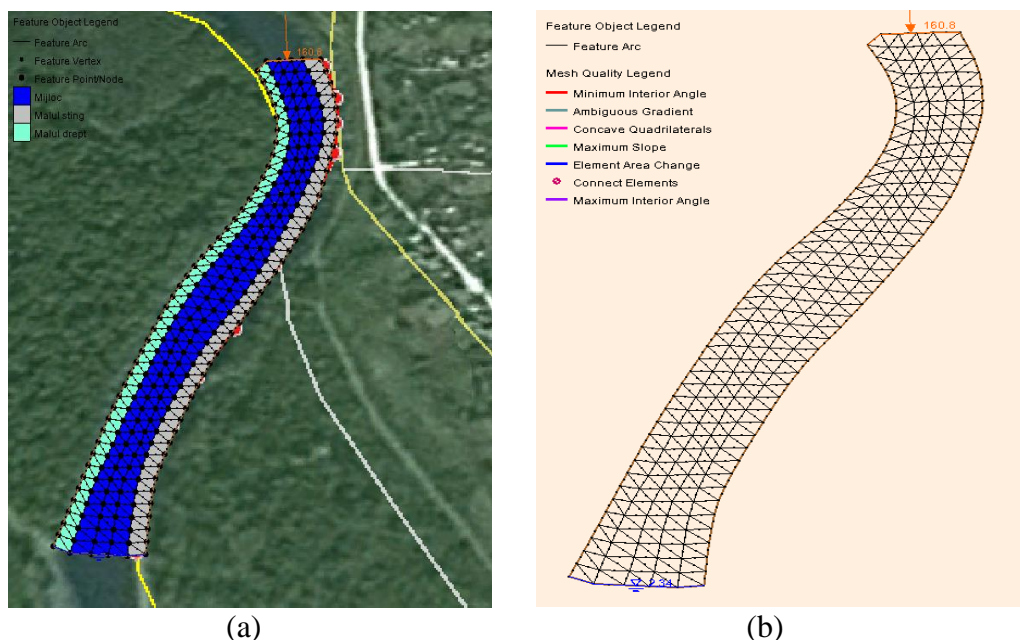 Feature Object Legend
Feature Arc
Feature Vertex
Feature Point/Node
Mijloc
Malul sting
Malul drept
160.8
(a)
Feature Object Legend
Feature Arc
Mesh Quality Legend
Minimum Interior Angle
Ambiguous Gradient
Concave Quadrilaterals
Maximum Slope
Element Area Change
Connect Elements
Maximum Interior Angle
160.8
(b)